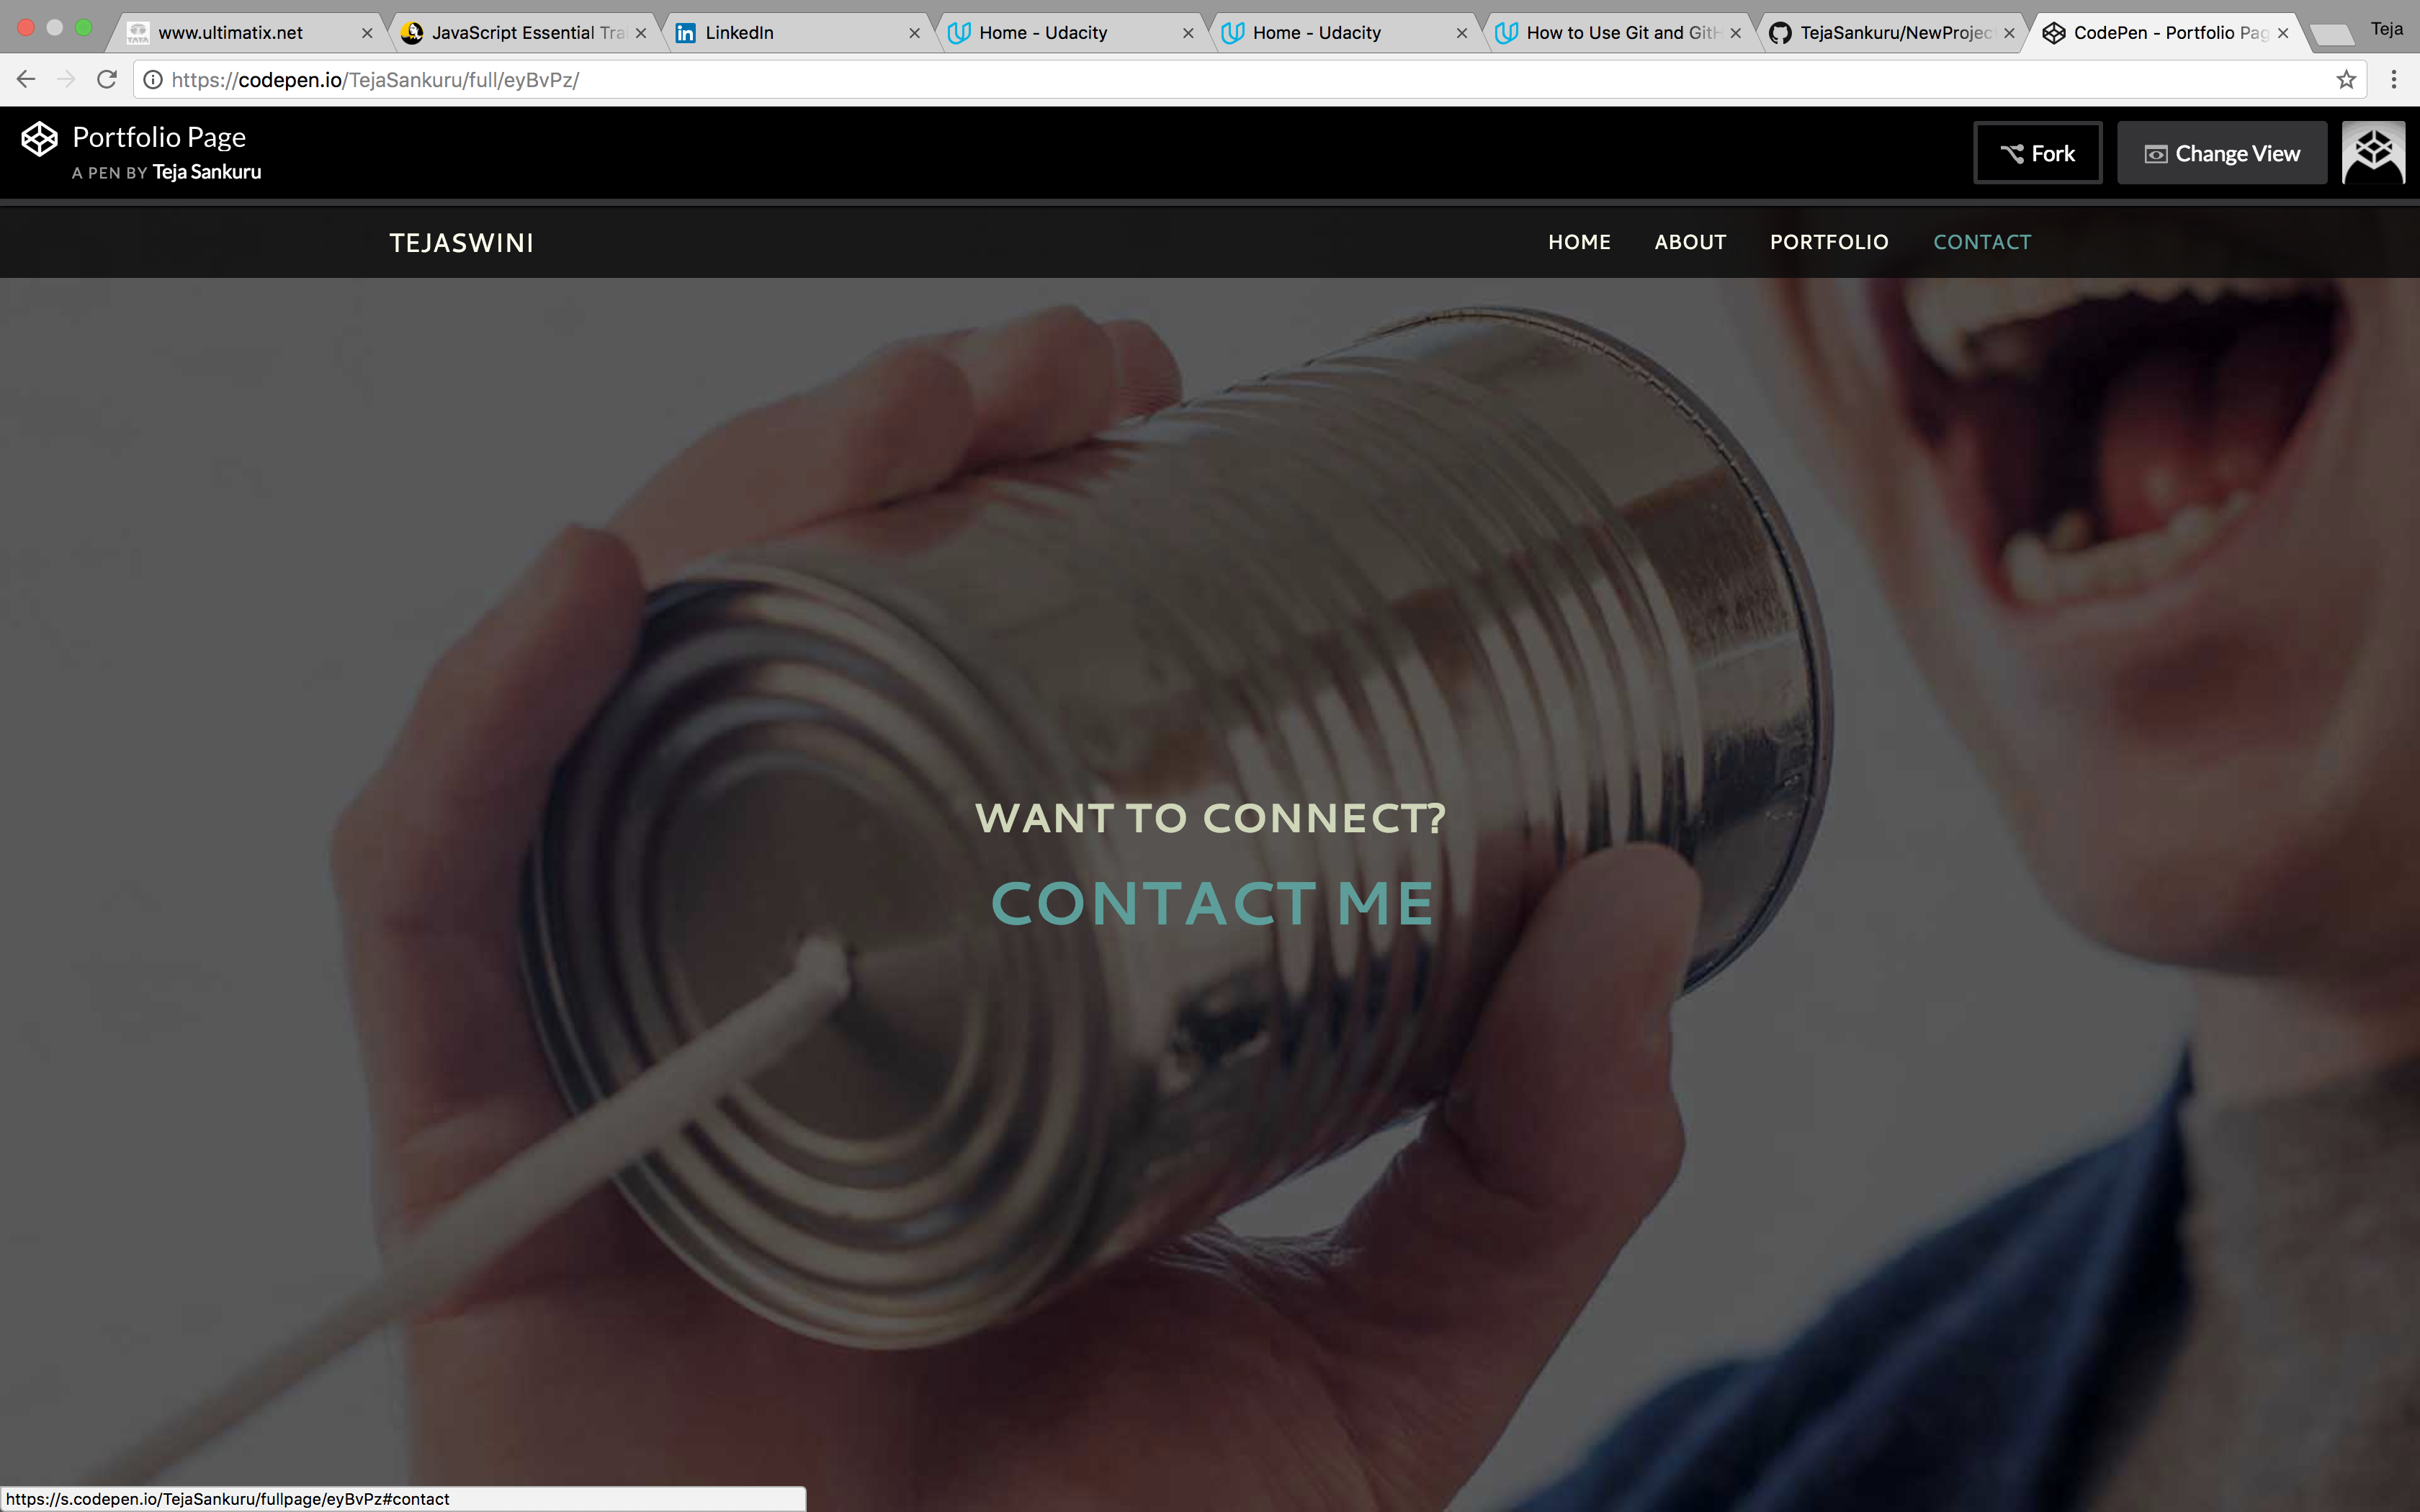 www.ultimatix.net
JavaScript Essential Tra
LinkedIn
Home - Udacity
Home - Udacity
How to Use Git and GitH
TejaSankuru/NewProjec
CodePen - Portfolio Pag
Teja
https://codepen.io/TejaSankuru/full/eyBvPz/
Portfolio Page
A PEN BY Teja Sankuru
Fork
Change View
TEJASWINI
HOME
ABOUT
PORTFOLIO
CONTACT
WANT TO CONNECT?
CONTACT ME
https://s.codepen.io/TejaSankuru/fullpage/eyBvPz#contact